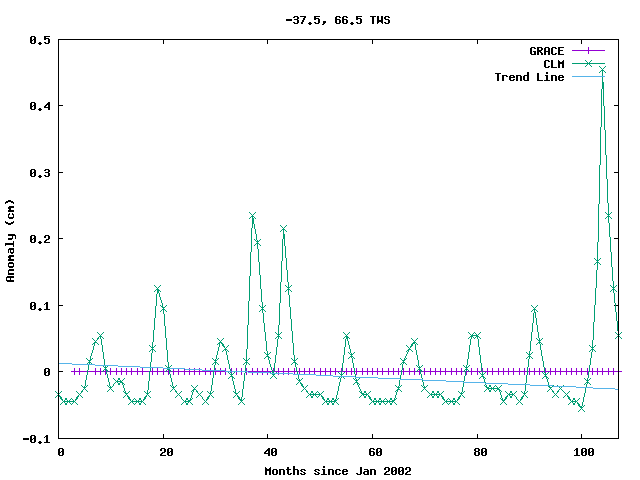 -37.5, 66.5 TWS
GRACE
CLM
Trend Line
Anomaly (cm)
0.5
0.4
0.3
0.2
0.1
0
-0.1
0 20 40 60 80 100
Months since Jan 2002